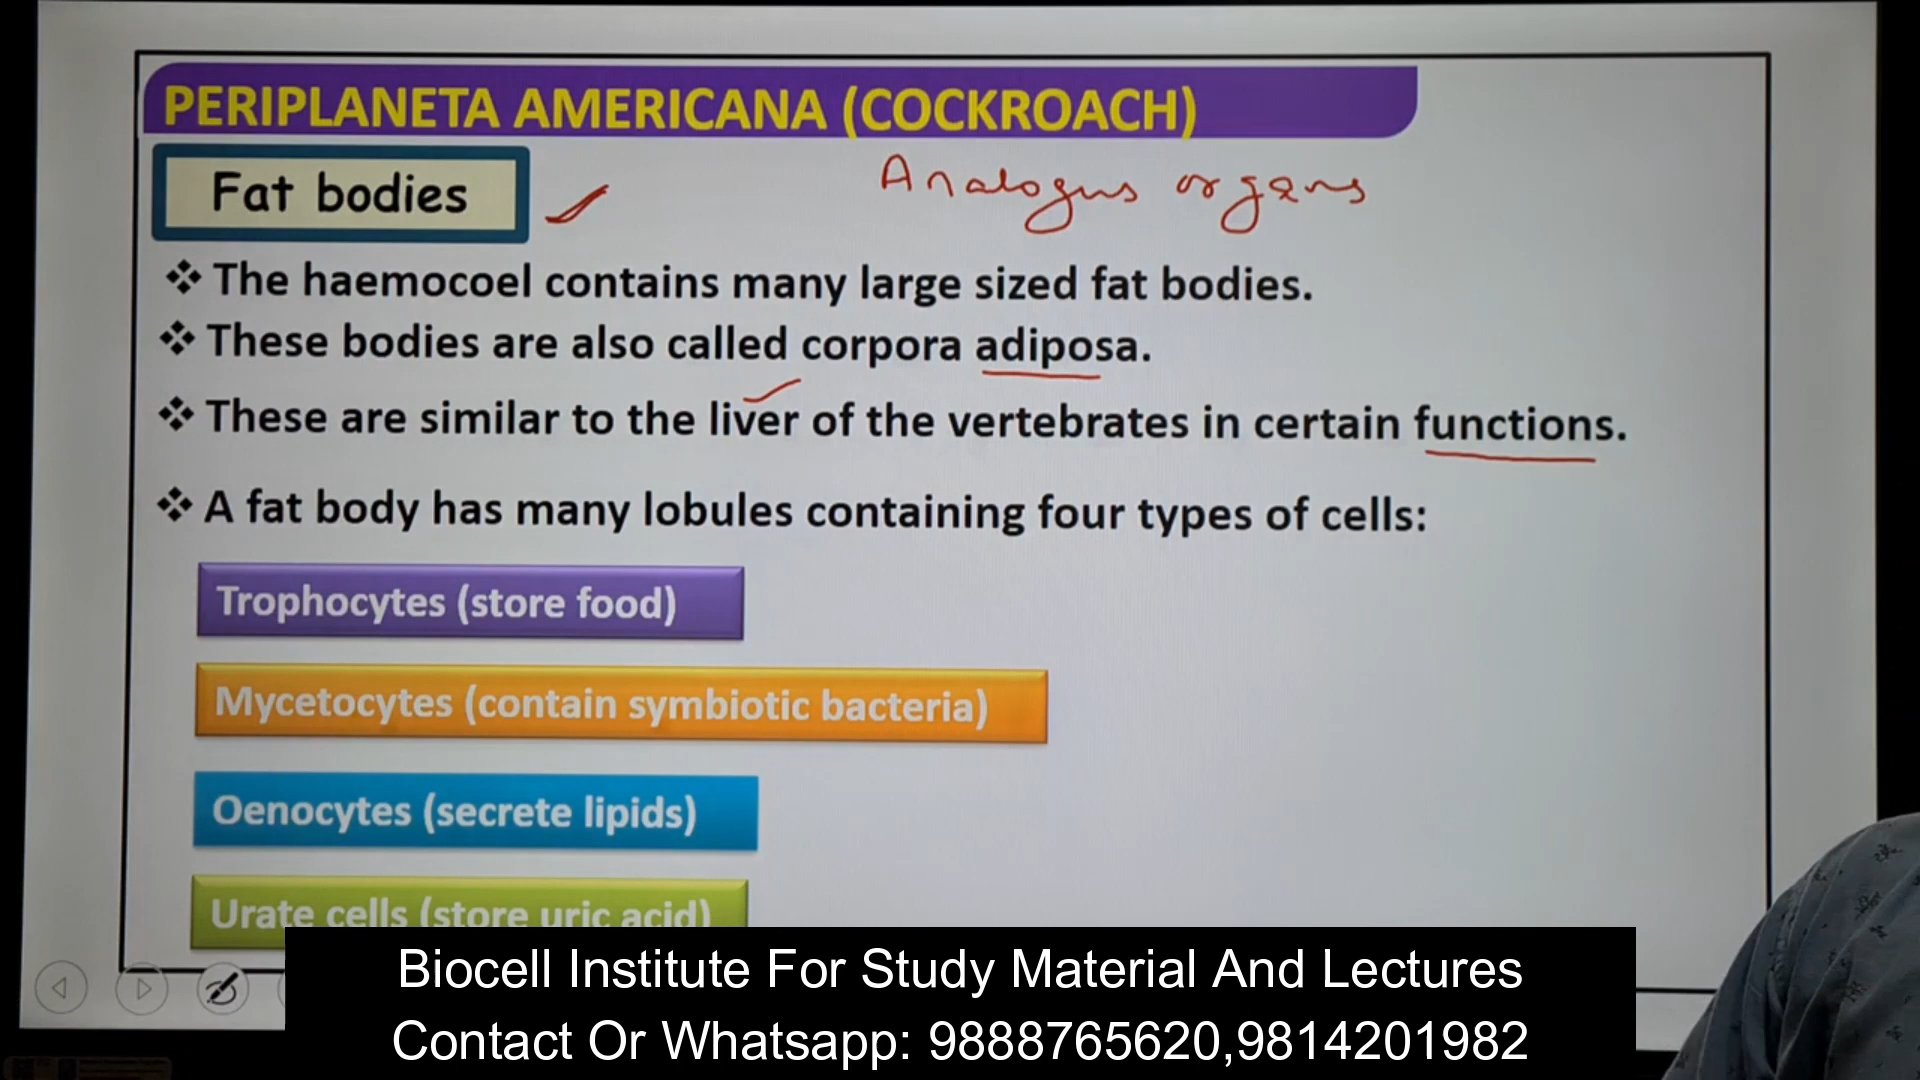 PERIPLANETA AMERICANA (COCKROACH)
Fat bodies
Analogus organs
❖ The haemocoel contains many large sized fat bodies.
❖ These bodies are also called corpora adiposa.
❖ These are similar to the liver of the vertebrates in certain functions.
❖ A fat body has many lobules containing four types of cells:
Trophocytes (store food)
Mycetocytes (contain symbiotic bacteria)
Oenocytes (secrete lipids)
Urate cells (store uric acid)
Biocell Institute For Study Material And Lectures
Contact Or Whatsapp: 9888765620,9814201982